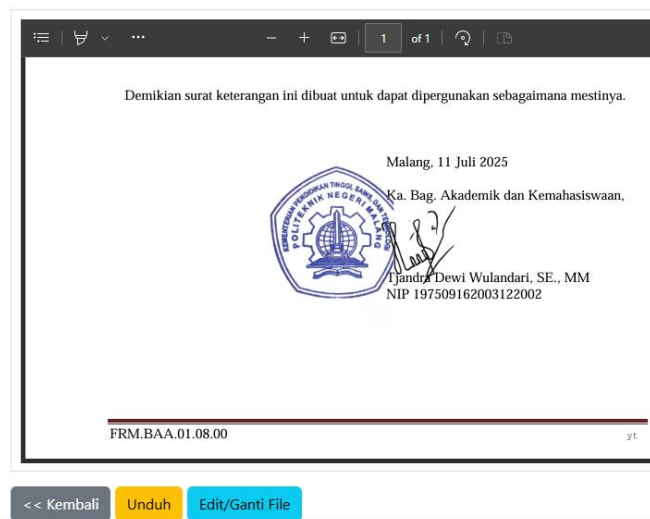 1 of 1
Demikian surat keterangan ini dibuat untuk dapat dipergunakan sebagaimana mestinya.
Malang, 11 Juli 2025
Ka. Bag. Akademik dan Kemahasiswaan,
KEMENTERIAN PENDIDIKAN TINGGI, SAINS, DAN TEKNOLOGI
POLITEKNIK NEGERI MALANG
Tjandra Dewi Wulandari, SE., MM
NIP 197509162003122002
FRM.BAA.01.08.00
yt
<< Kembali
Unduh
Edit/Ganti File